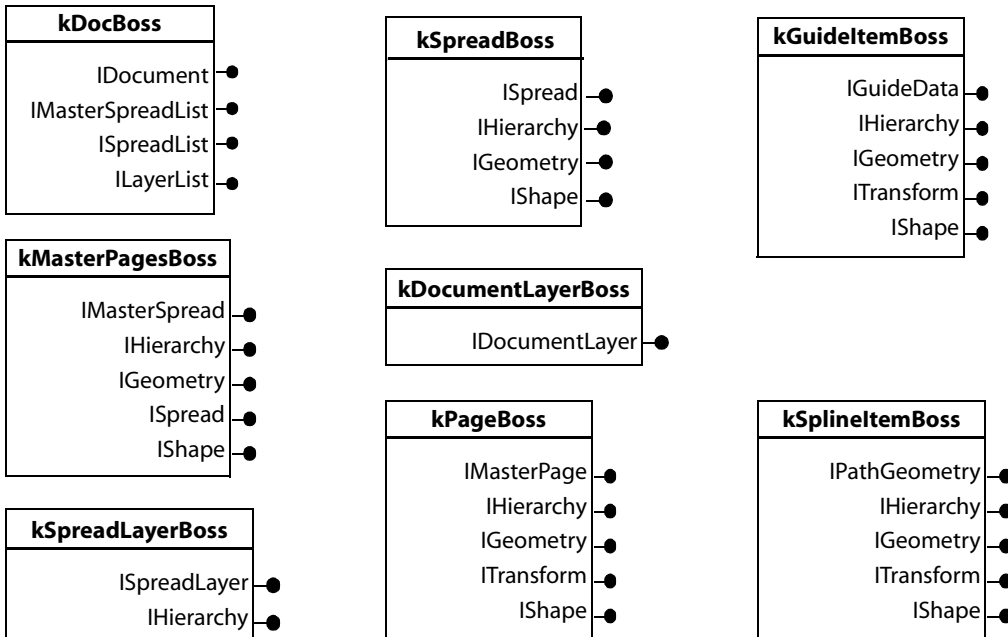 kDocBoss
IDocument
IMasterSpreadList
ISpreadList
ILayerList
kSpreadBoss
ISpread
IHierarchy
IGeometry
IShape
kGuideItemBoss
IGuideData
IHierarchy
IGeometry
ITransform
IShape
kMasterPagesBoss
IMasterSpread
IHierarchy
IGeometry
ISpread
IShape
kDocumentLayerBoss
IDocumentLayer
kPageBoss
IMasterPage
IHierarchy
IGeometry
ITransform
IShape
kSplineItemBoss
IPathGeometry
IHierarchy
IGeometry
ITransform
IShape
kSpreadLayerBoss
ISpreadLayer
IHierarchy